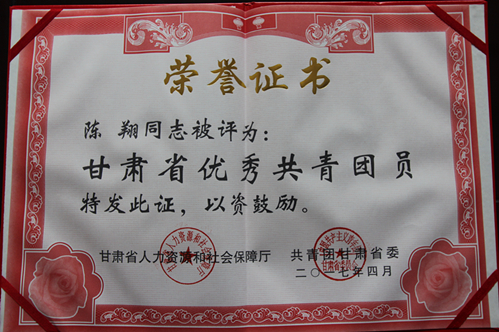 荣誉证书
陈翔同志被评为：
甘肃省优秀共青团员
特发此证，以资鼓励。
甘肃省人力资源和社会保障厅 共青团甘肃省委
二〇一七年四月